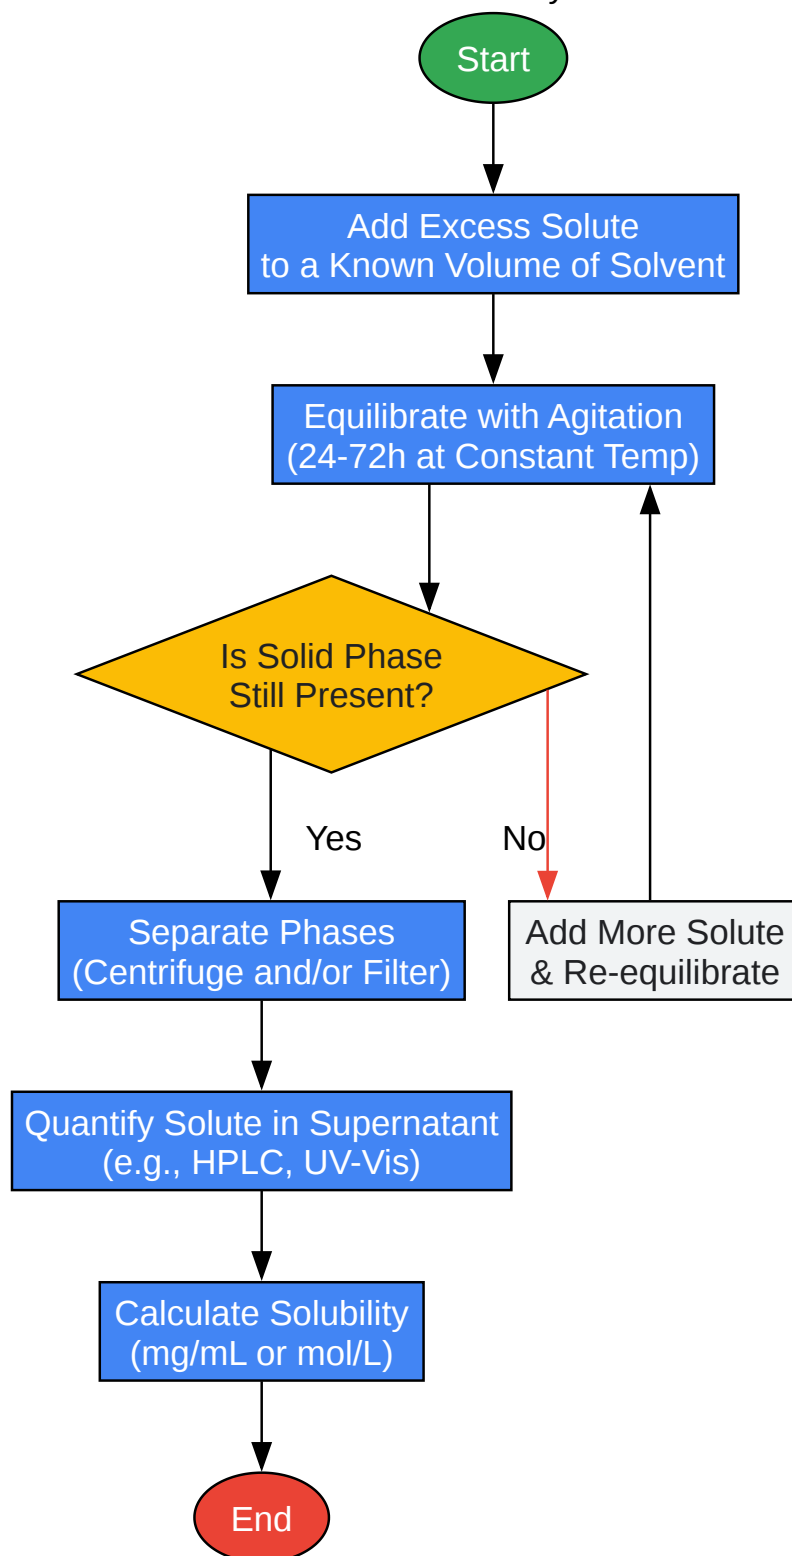 Start
Add Excess Solute
to a Known Volume of Solvent
Equilibrate with Agitation
(24-72h at Constant Temp)
Is Solid Phase
Still Present?
Yes
No
Separate Phases
(Centrifuge and/or Filter)
Add More Solute
& Re-equilibrate
Quantify Solute in Supernatant
(e.g., HPLC, UV-Vis)
Calculate Solubility
(mg/mL or mol/L)
End